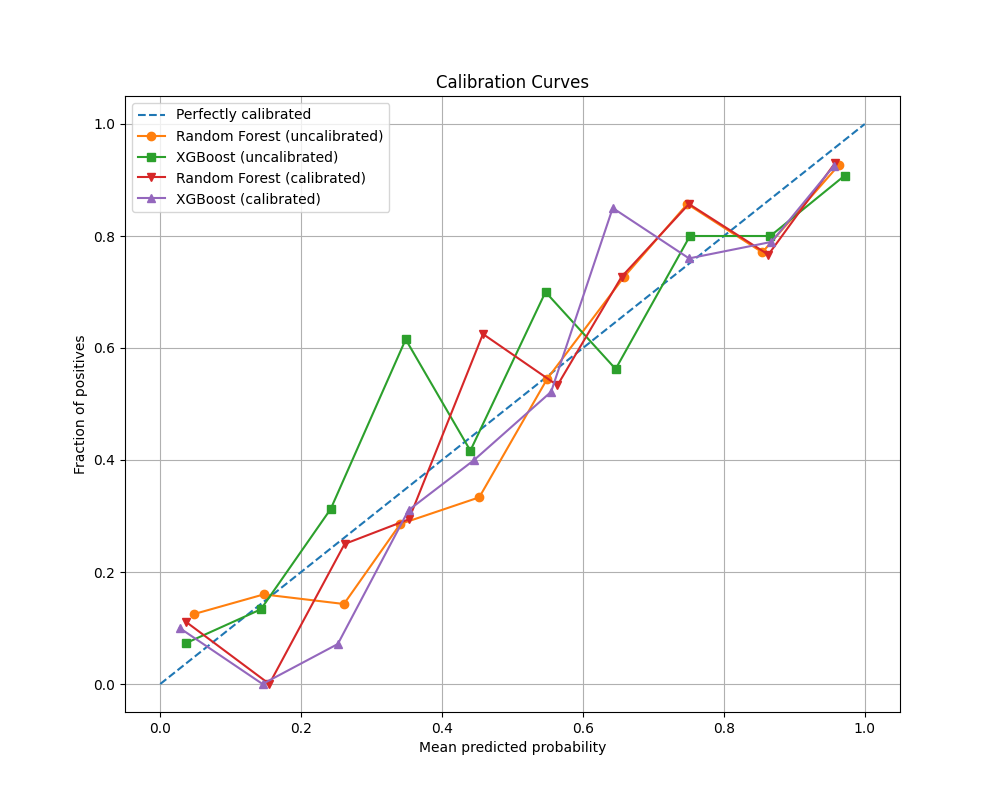 Calibration Curves
Perfectly calibrated
Random Forest (uncalibrated)
XGBoost (uncalibrated)
Random Forest (calibrated)
XGBoost (calibrated)
1.0
0.8
0.6
0.4
0.2
0.0
Fraction of positives
0.0 0.2 0.4 0.6 0.8 1.0
Mean predicted probability